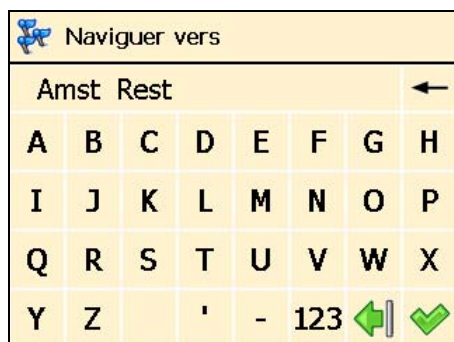 Naviguer vers
Amst Rest
A B C D E F G H
I J K L M N O P
Q R S T U V W X
Y Z ' - 123